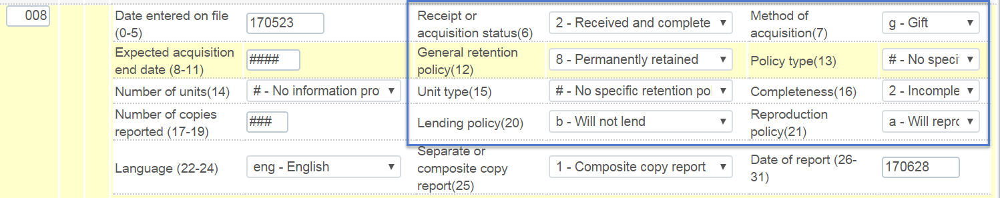 008
Date entered on file
(0-5)
170523
Receipt or
acquisition status(6)
2 - Received and complete
Method of
acquisition(7)
g - Gift
Expected acquisition
end date (8-11)
####
General retention
policy(12)
8 - Permanently retained
Policy type(13)
# - No specif
Number of units(14)
# - No information pro
Unit type(15)
# - No specific retention pol
Completeness(16)
2 - Incomple
Number of copies
reported (17-19)
###
Lending policy(20)
b - Will not lend
Reproduction
policy(21)
a - Will repro
Language (22-24)
eng - English
Separate or
composite copy
report(25)
1 - Composite copy report
Date of report (26-
31)
170628